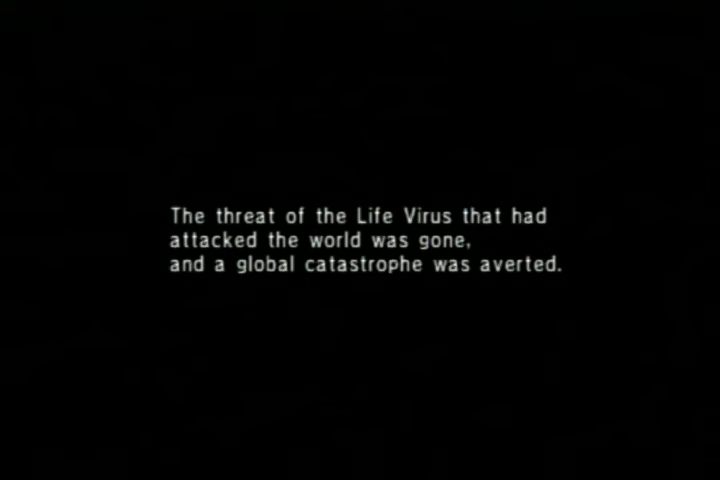 The threat of the Life Virus that had
attacked the world was gone,
and a global catastrophe was averted.